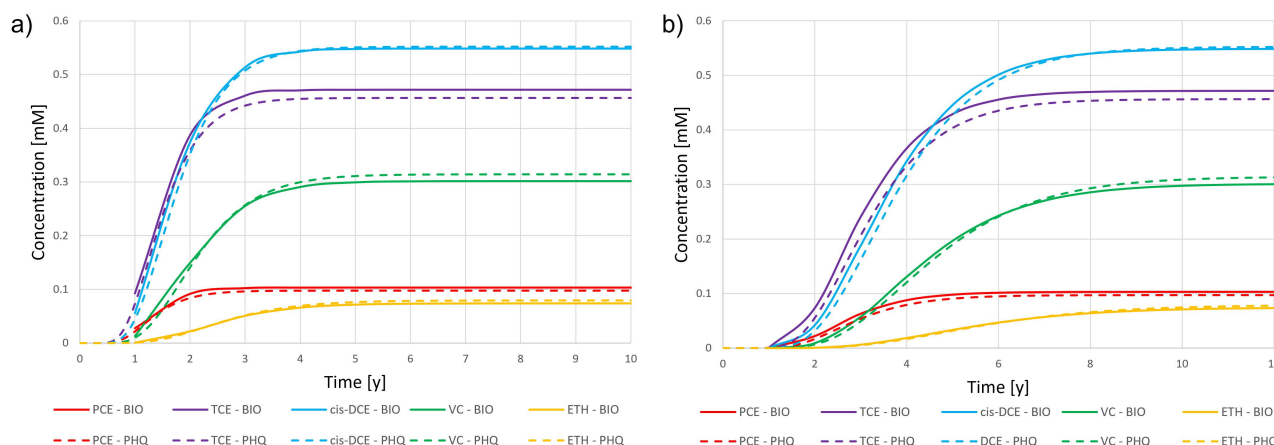 a)
Concentration [mM]
0.6
0.5
0.4
0.3
0.2
0.1
0
0 1 2 3 4 5 6 7 8 9 10
Time [y]
PCE - BIO TCE - BIO cis-DCE - BIO VC - BIO ETH - BIO
PCE - PHQ TCE - PHQ cis-DCE - PHQ VC - PHQ ETH - PHQ
b)
Concentration [mM]
0.6
0.5
0.4
0.3
0.2
0.1
0
0 2 4 6 8 10 1
Time [y]
PCE - BIO TCE - BIO cis-DCE - BIO VC - BIO ETH - BIO
PCE - PHQ TCE - PHQ DCE - PHQ VC - PHQ ETH - PHQ